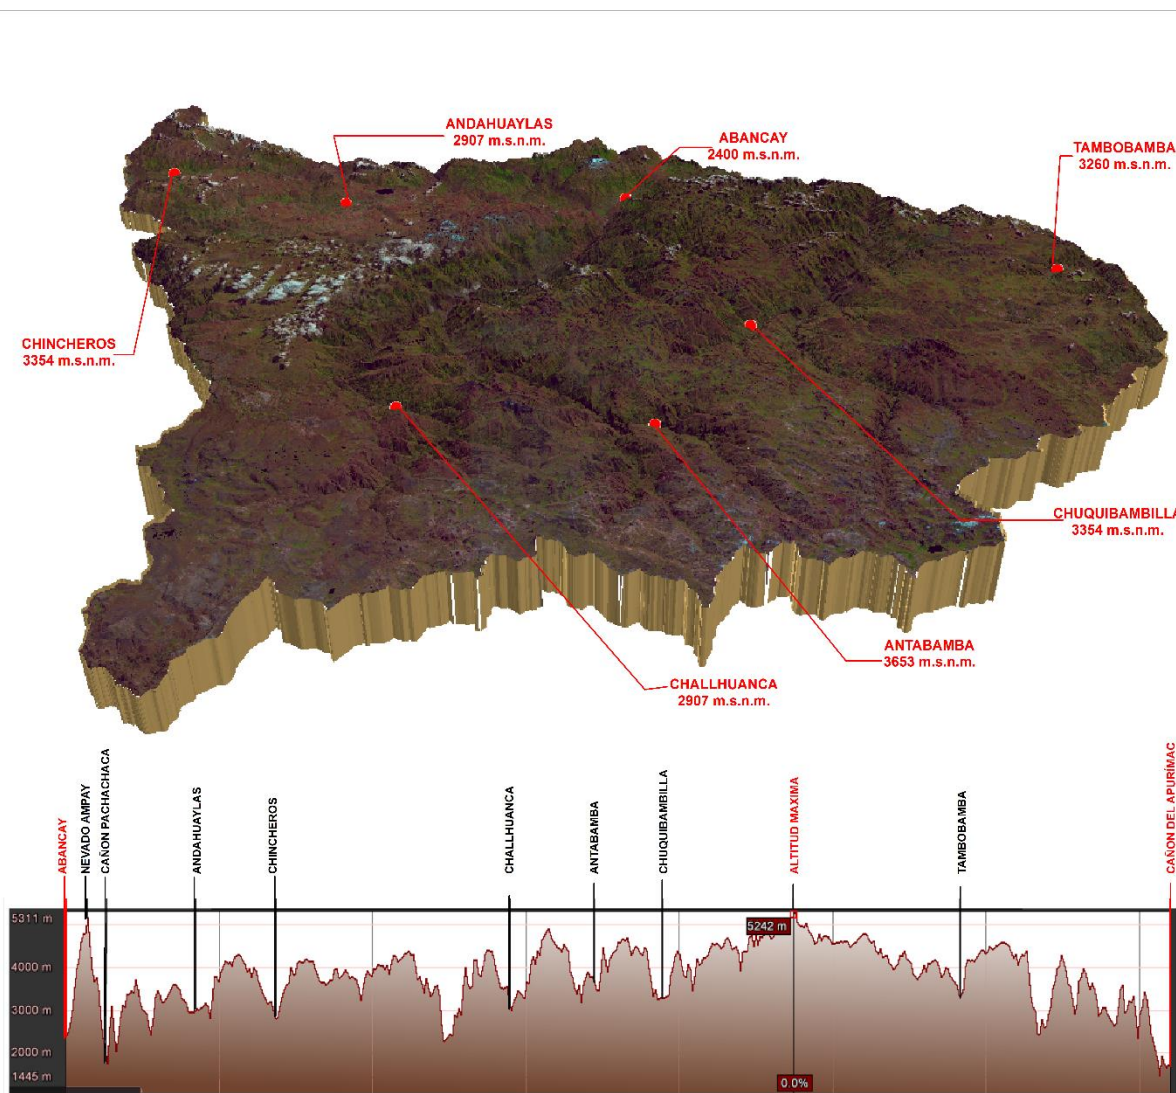 ANDAHUAYLAS
2907 m.s.n.m.
ABANCAY
2400 m.s.n.m.
TAMBOBAMBA
3260 m.s.n.m.
CHINCHEROS
3354 m.s.n.m.
CHUQUIBAMBILLA
3354 m.s.n.m.
ANTABAMBA
3653 m.s.n.m.
CHALLHUANCA
2907 m.s.n.m.
ABANCAY
NEVADO AMPAY
CAÑON PACHACHACA
ANDAHUAYLAS
CHINCHEROS
CHALLHUANCA
ANTABAMBA
CHUQUIBAMBILLA
ALTITUD MAXIMA
TAMBOBAMBA
CAÑON DEL APURÍMAC
5311 m
5242 m
4000 m
3000 m
2000 m
1445 m
0.0%